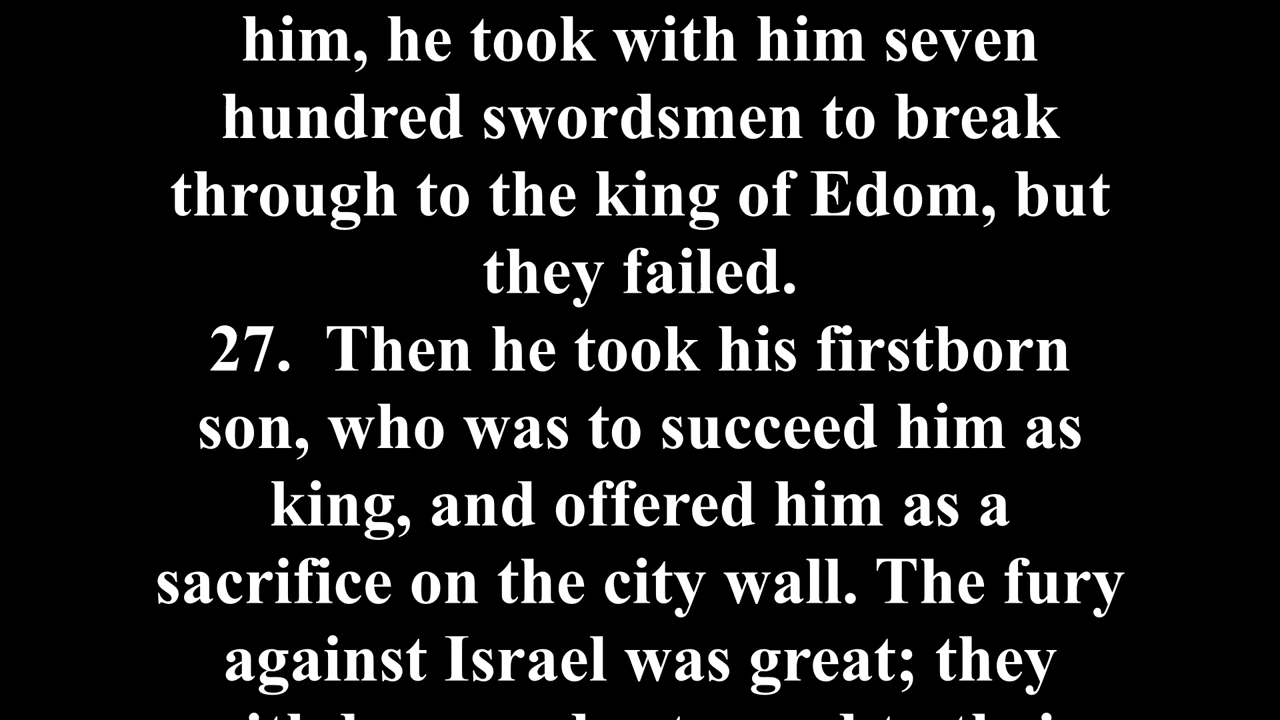 him, he took with him seven
hundred swordsmen to break
through to the king of Edom, but
they failed.
27.  Then he took his firstborn
son, who was to succeed him as
king, and offered him as a
sacrifice on the city wall. The fury
against Israel was great; they